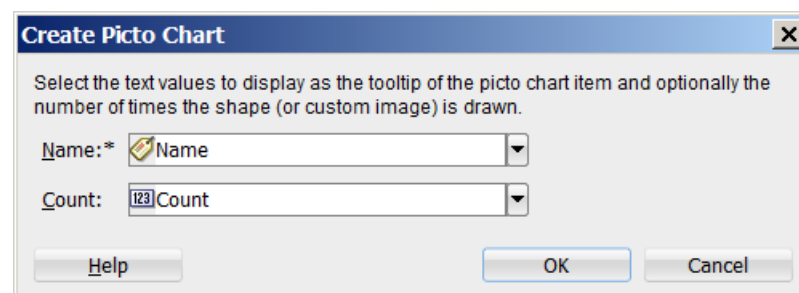 Create Picto Chart
Select the text values to display as the tooltip of the picto chart item and optionally the
number of times the shape (or custom image) is drawn.
Name:* Name
Count: 123 Count
Help OK Cancel